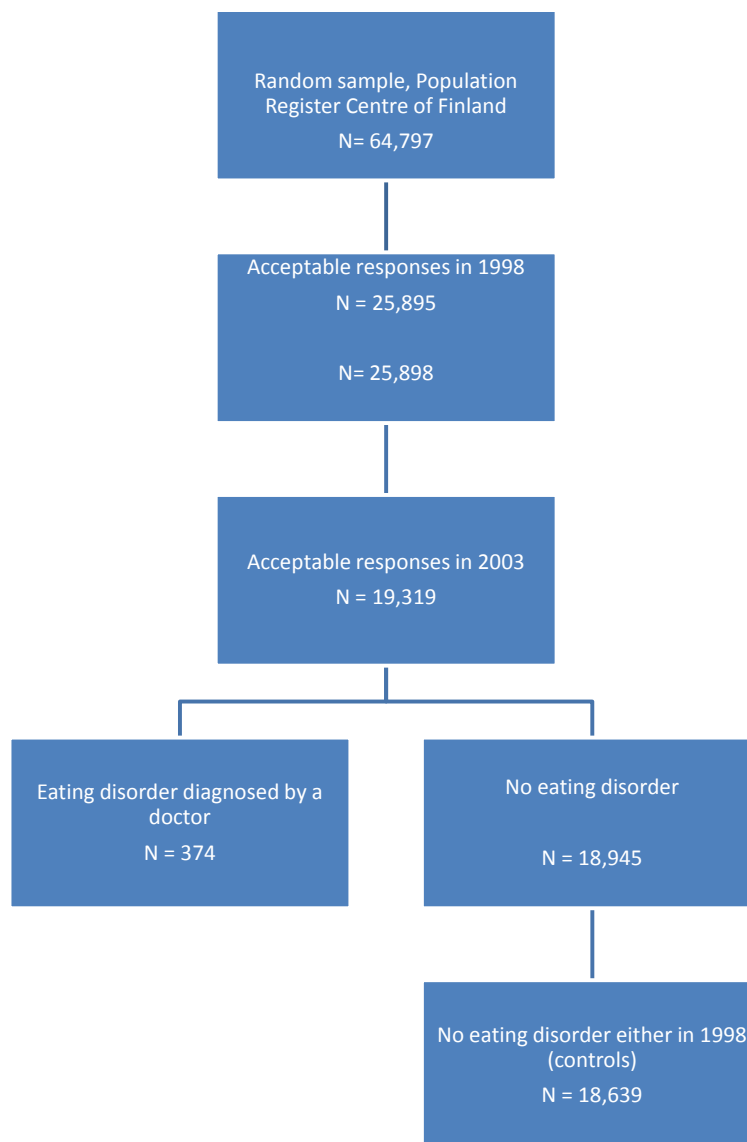 Random sample, Population
Register Centre of Finland
N= 64,797
Acceptable responses in 1998
N = 25,895
N= 25,898
Acceptable responses in 2003
N = 19,319
Eating disorder diagnosed by a
doctor
N = 374
No eating disorder
N = 18,945
No eating disorder either in 1998
(controls)
N = 18,639